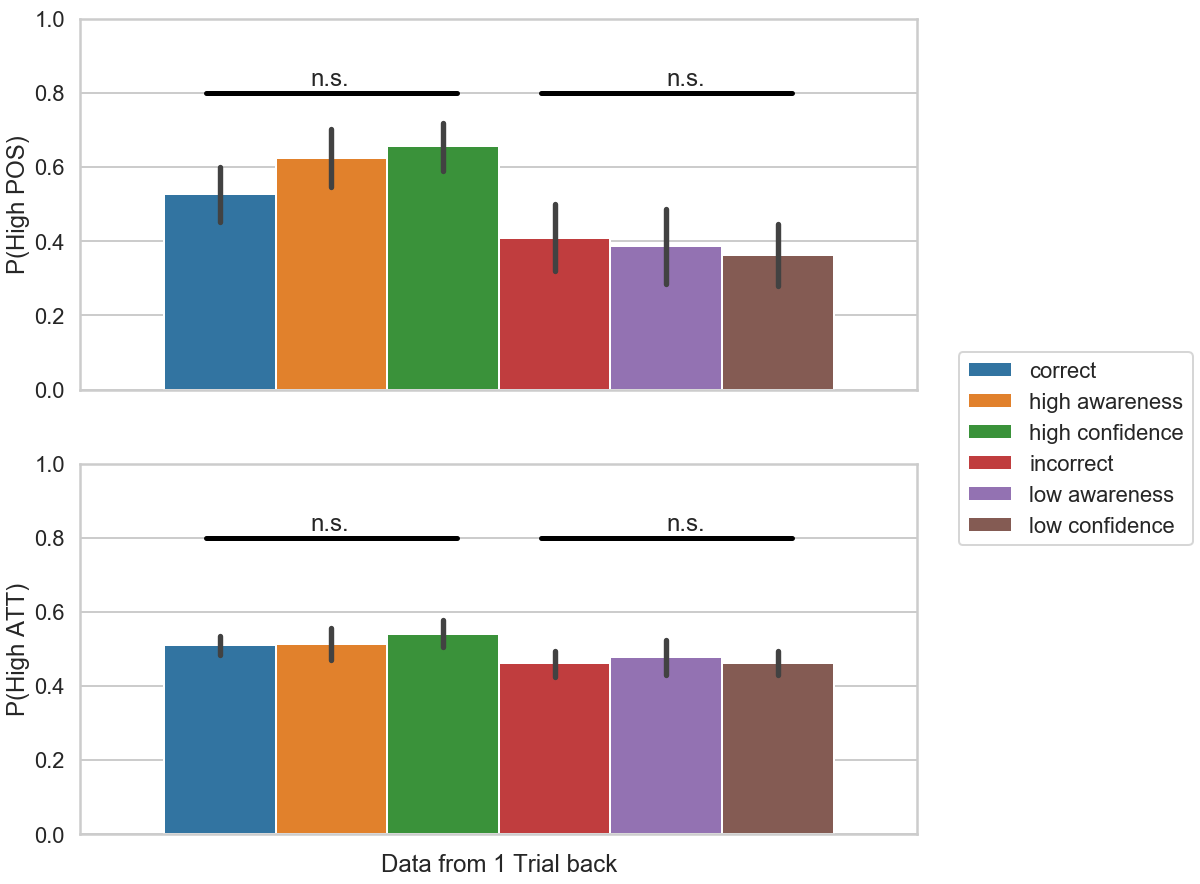 1.0
0.8
0.6
0.4
0.2
0.0
P(High POS)
n.s.
n.s.
1.0
0.8
0.6
0.4
0.2
0.0
P(High ATT)
n.s.
n.s.
Data from 1 Trial back
correct
high awareness
high confidence
incorrect
low awareness
low confidence